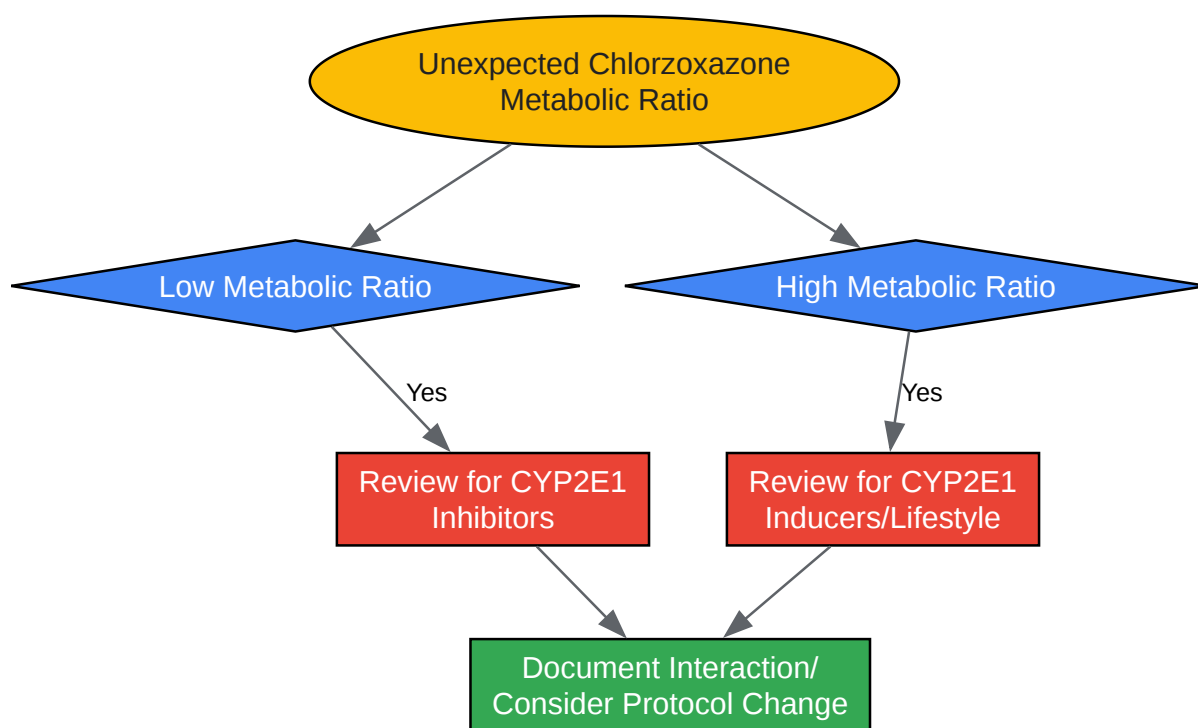 Unexpected Chlorzoxazone
Metabolic Ratio
Low Metabolic Ratio
High Metabolic Ratio
Yes
Yes
Review for CYP2E1
Inhibitors
Review for CYP2E1
Inducers/Lifestyle
Document Interaction/
Consider Protocol Change